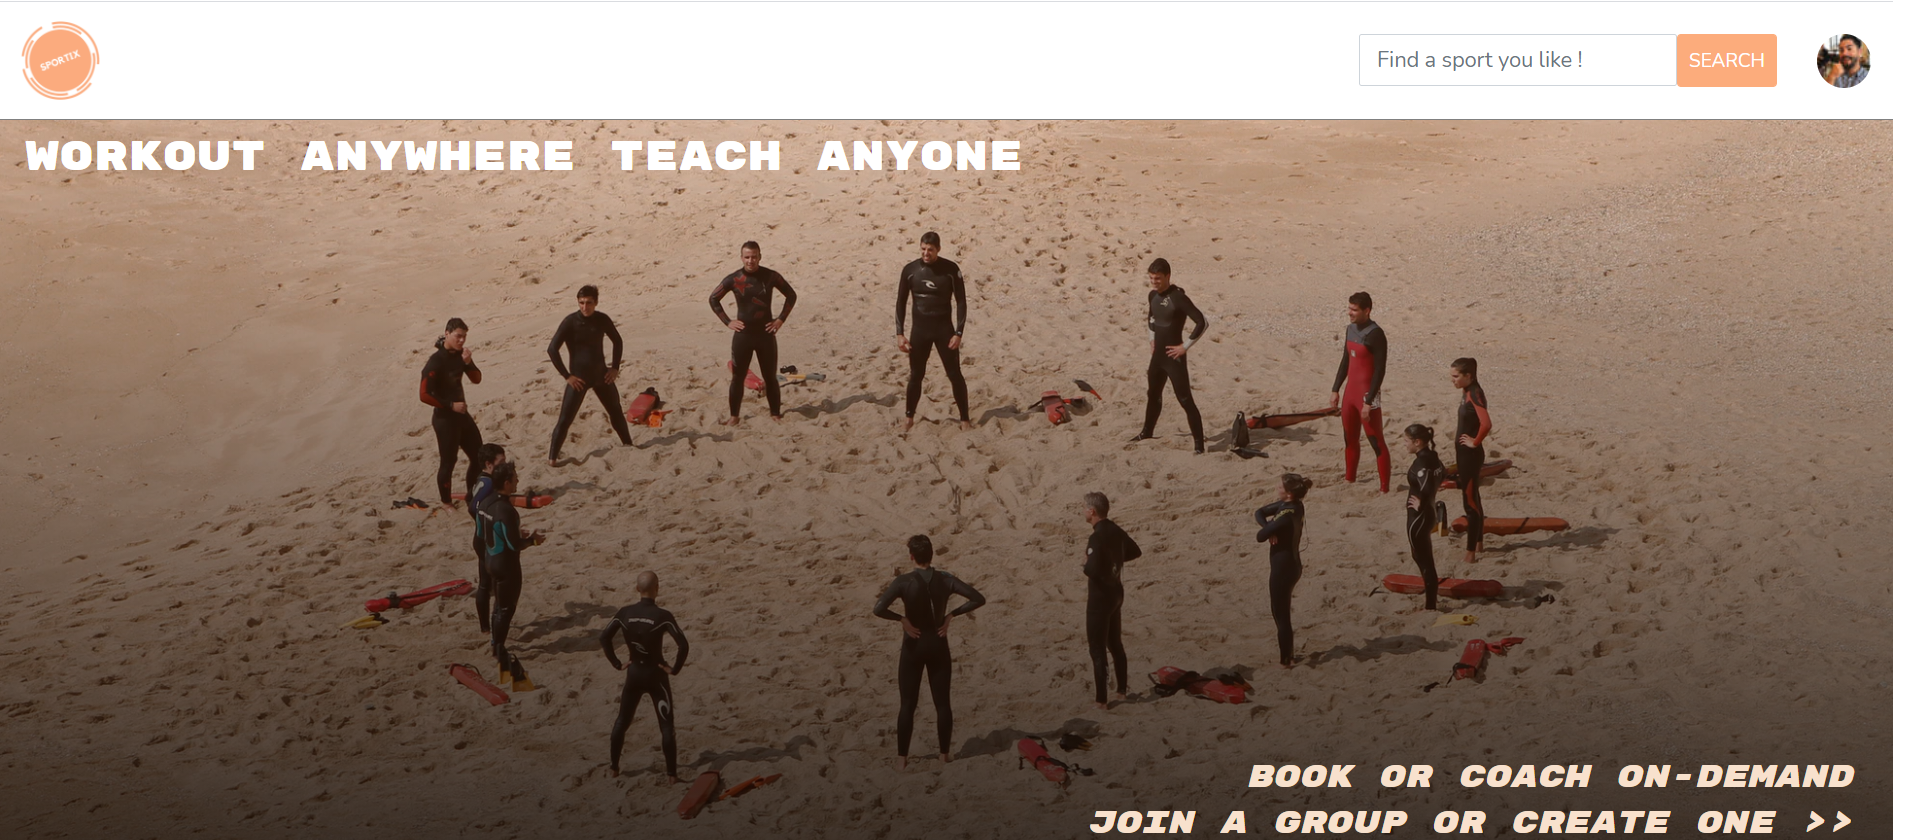 SPORTIX
Find a sport you like !
SEARCH
WORKOUT ANYWHERE TEACH ANYONE
BOOK OR COACH ON-DEMAND
JOIN A GROUP OR CREATE ONE >>